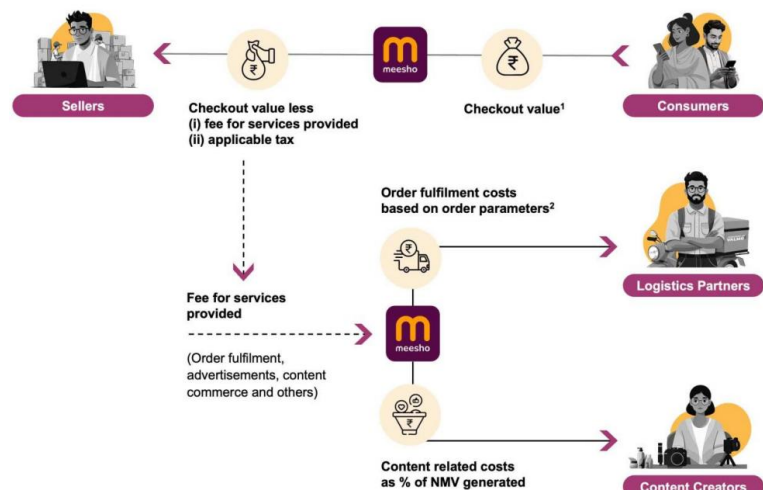 meesho
Sellers
Checkout value less
(i) fee for services provided
(ii) applicable tax
Checkout value¹
Consumers
Order fulfilment costs
based on order parameters²
Logistics Partners
Fee for services
provided
meesho
(Order fulfilment,
advertisements, content
commerce and others)
Content related costs
as % of NMV generated
Content Creators